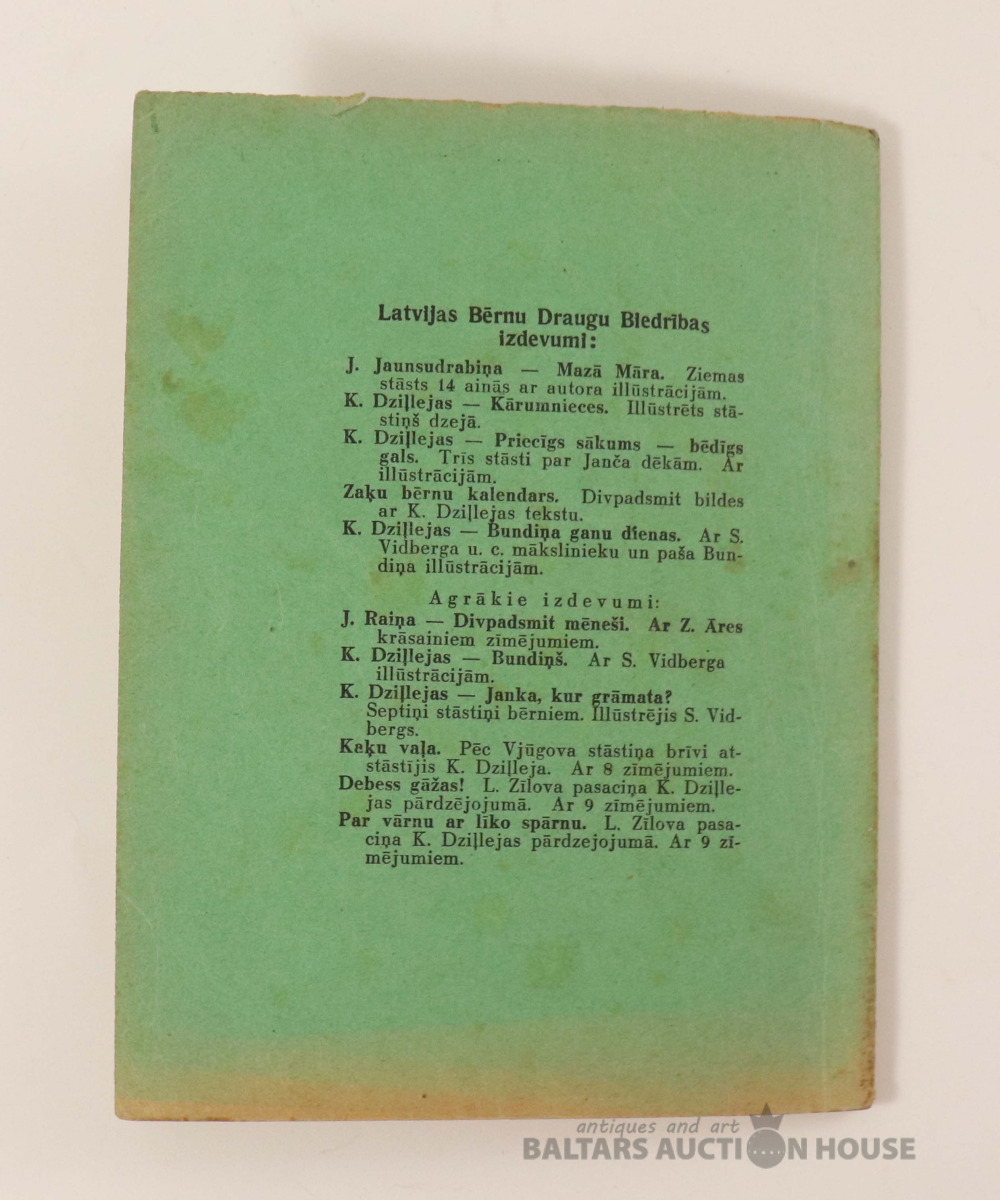 Latvijas Bērnu Draugu Biedrības
izdevumi:
J. Jaunsudrabiņa — Mazā Māra. Ziemas
stāsts 14 ainās ar autora illūstrācijām.
K. Dziļlejas — Kārumnieces. Illūstrēts stā-
stiņš dzejā.
K. Dziļlejas — Priecīgs sākums — bēdīgs
gals. Trīs stāsti par Janča dēkām. Ar
illūstrācijām.
Zaķu bērnu kalendars. Divpadsmit bildes
ar K. Dziļlejas tekstu.
K. Dziļlejas — Bundiņa ganu dienas. Ar S.
Vidberga u. c. mākslinieku un paša Bun-
diņa illūstrācijām.
Agrākie izdevumi:
J. Raiņa — Divpadsmit mēneši. Ar Z. Āres
krāsainiem zīmējumiem.
K. Dziļlejas — Bundiņš. Ar S. Vidberga
illūstrācijām.
K. Dziļlejas — Janka, kur grāmata?
Septiņi stāstiņi bērniem. Illūstrējis S. Vid-
bergs.
Kaķu vaļa. Pēc Vjūgova stāstiņa brīvi at-
stāstījis K. Dziļleja. Ar 8 zīmējumiem.
Debess gāžas! L. Zīlova pasaciņa K. Dziļle-
jas pārdzējojumā. Ar 9 zīmējumiem.
Par vārnu ar līko spārnu. L. Zīlova pasa-
ciņa K. Dziļlejas pārdzejojumā. Ar 9 zī-
mējumiem.
antiques and art
BALTARS AUCTION HOUSE